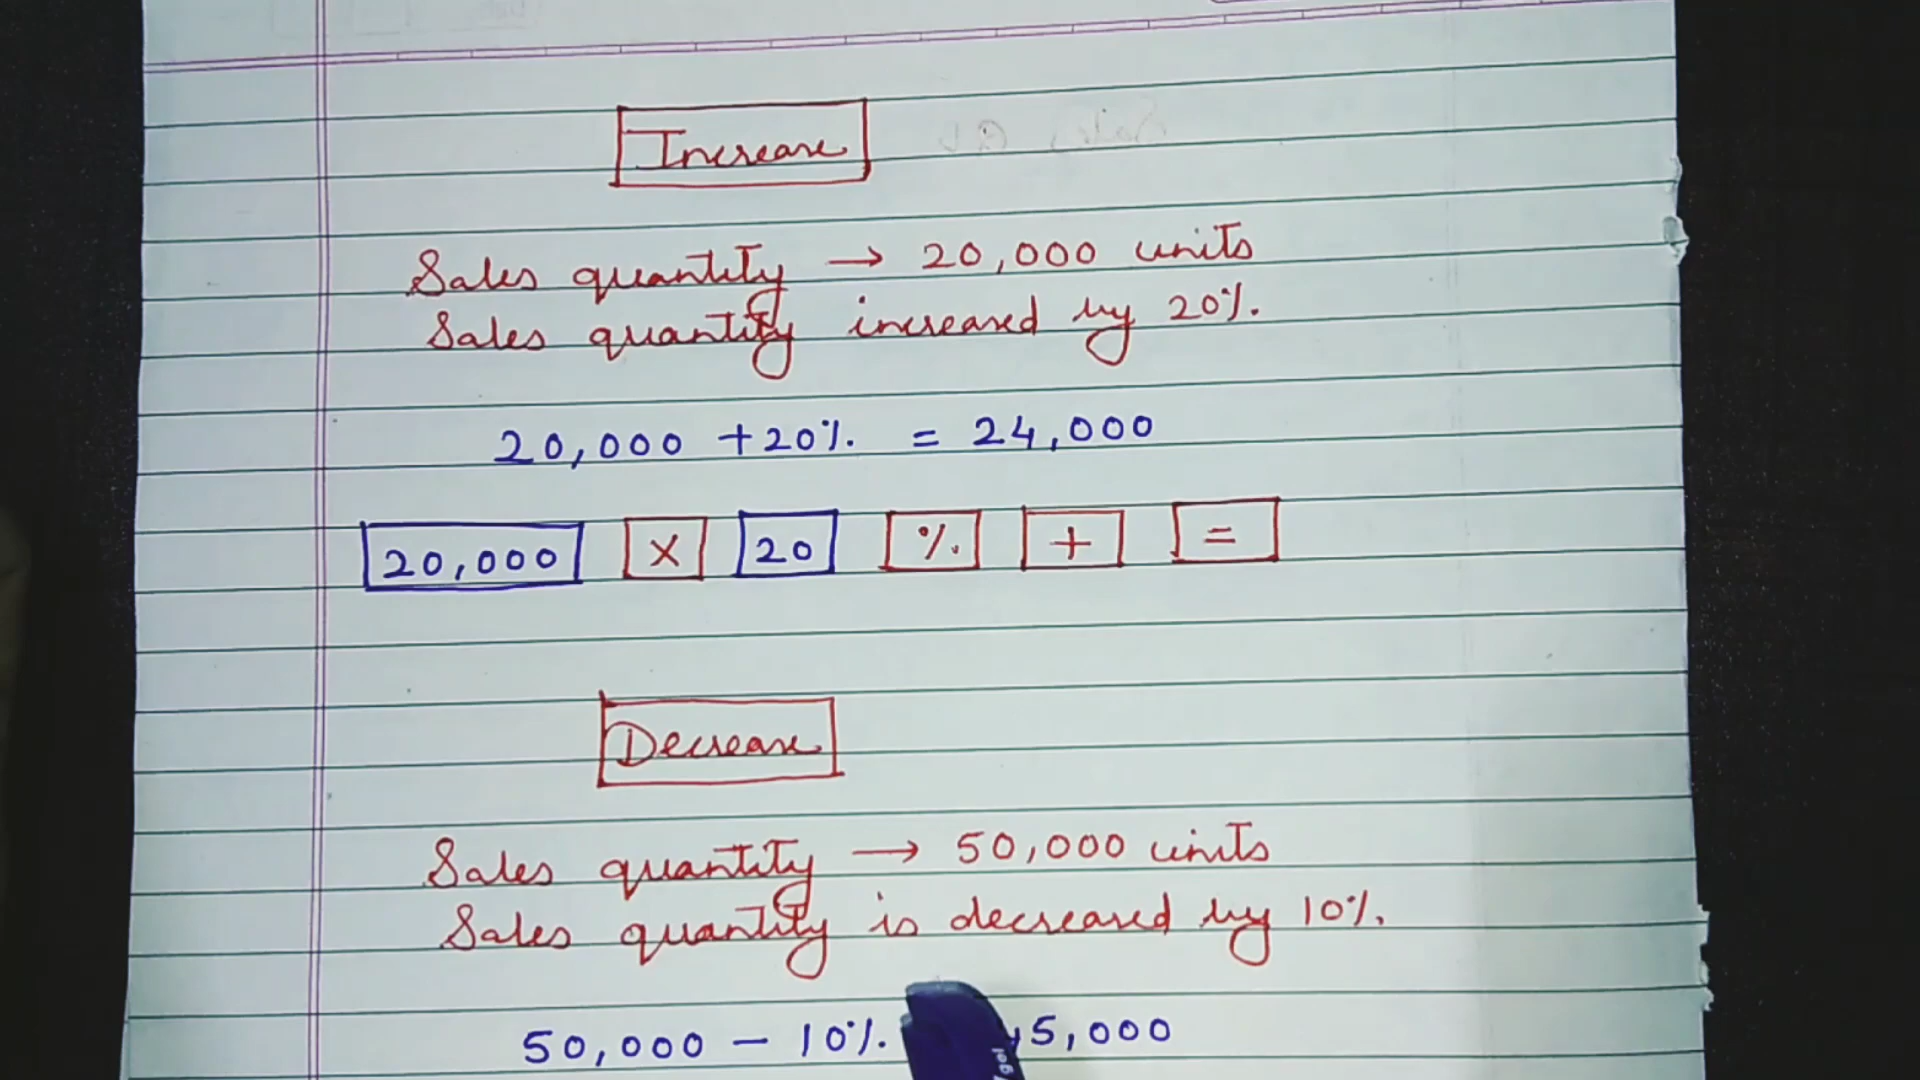 Increase
Sales quantity → 20,000 units
Sales quantity increased by 20%.
20,000 +20% = 24,000
20,000 × 20 % + =
Decrease
Sales quantity → 50,000 units
Sales quantity is decreased by 10%.
50,000 - 10% 5,000